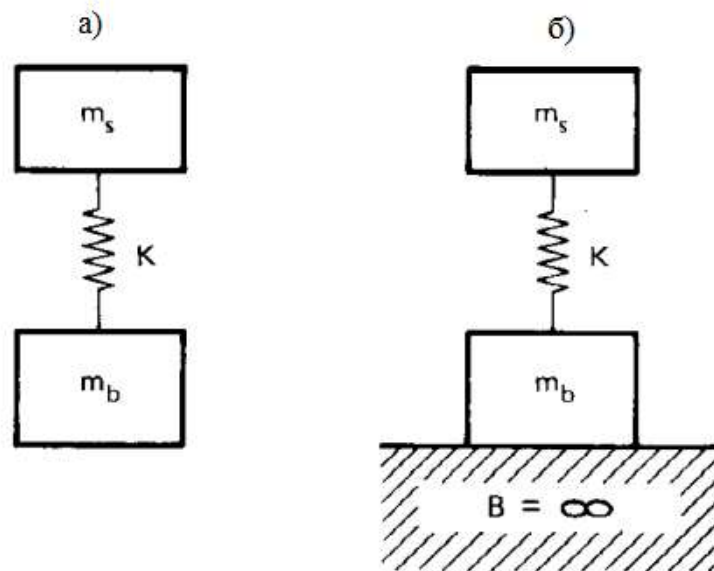 а) б)
m_s m_s
K K
m_b m_b
B = ∞